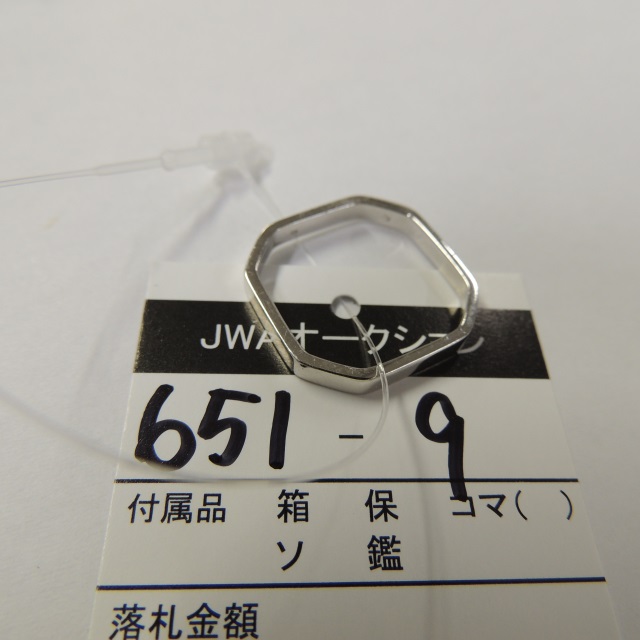 JWAオークション
651 - 9
付属品 箱 保 コマ( )
ソ 鑑
落札金額